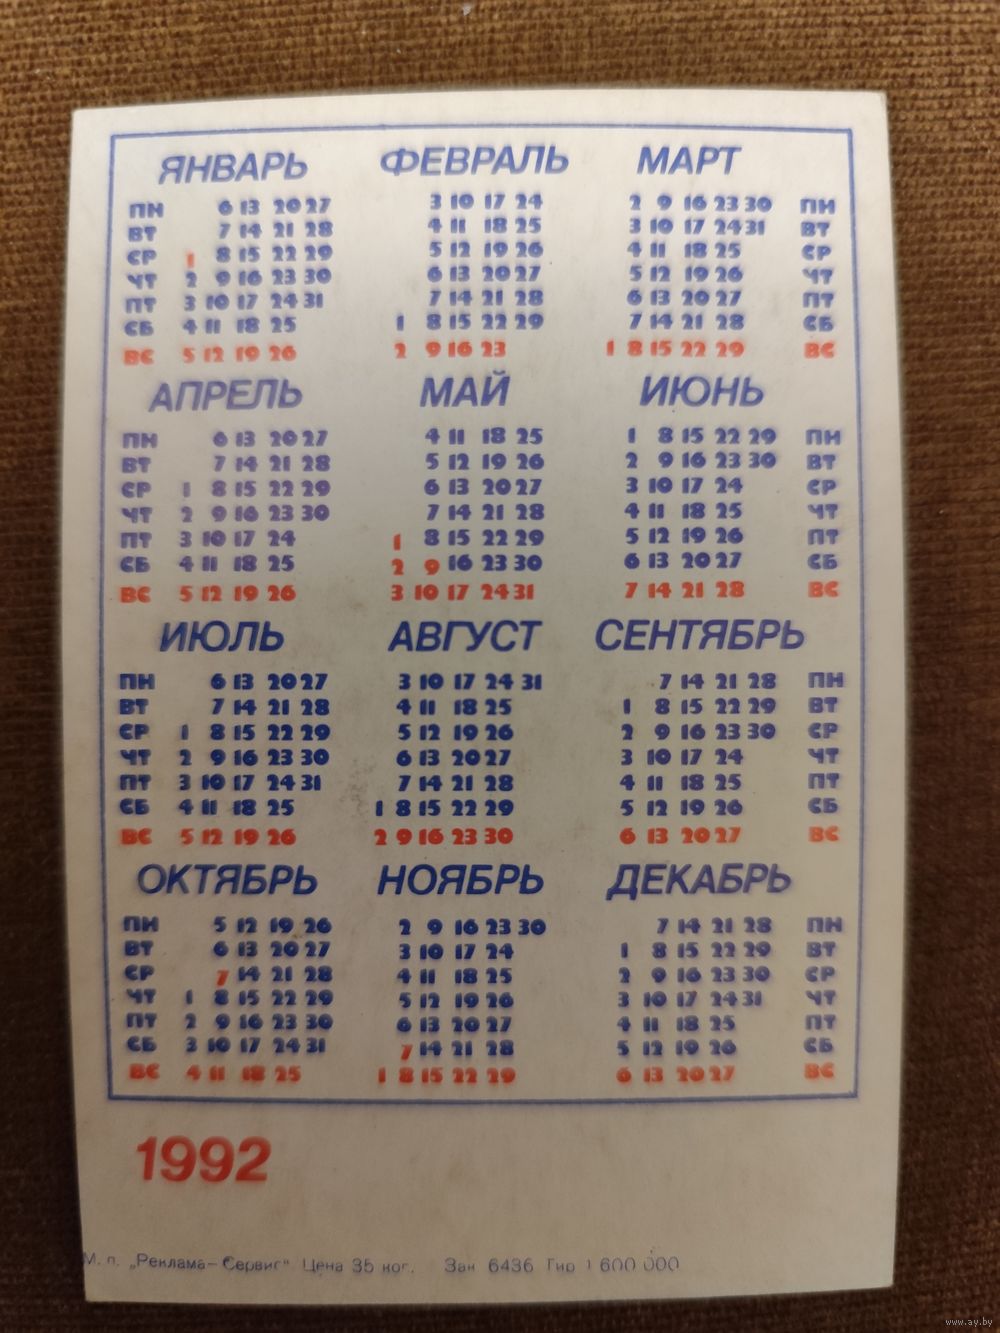 ЯНВАРЬ ФЕВРАЛЬ МАРТ
ПН 6 13 20 27 3 10 17 24 2 9 16 23 30 ПН
ВТ 7 14 21 28 4 11 18 25 3 10 17 24 31 ВТ
СР 1 8 15 22 29 5 12 19 26 4 11 18 25 СР
ЧТ 2 9 16 23 30 6 13 20 27 5 12 19 26 ЧТ
ПТ 3 10 17 24 31 7 14 21 28 6 13 20 27 ПТ
СБ 4 11 18 25 1 8 15 22 29 7 14 21 28 СБ
ВС 5 12 19 26 2 9 16 23 1 8 15 22 29 ВС
АПРЕЛЬ МАЙ ИЮНЬ
ПН 6 13 20 27 4 11 18 25 1 8 15 22 29 ПН
ВТ 7 14 21 28 5 12 19 26 2 9 16 23 30 ВТ
СР 1 8 15 22 29 6 13 20 27 3 10 17 24 СР
ЧТ 2 9 16 23 30 7 14 21 28 4 11 18 25 ЧТ
ПТ 3 10 17 24 1 8 15 22 29 5 12 19 26 ПТ
СБ 4 11 18 25 2 9 16 23 30 6 13 20 27 СБ
ВС 5 12 19 26 3 10 17 24 31 7 14 21 28 ВС
ИЮЛЬ АВГУСТ СЕНТЯБРЬ
ПН 6 13 20 27 3 10 17 24 31 7 14 21 28 ПН
ВТ 7 14 21 28 4 11 18 25 1 8 15 22 29 ВТ
СР 1 8 15 22 29 5 12 19 26 2 9 16 23 30 СР
ЧТ 2 9 16 23 30 6 13 20 27 3 10 17 24 ЧТ
ПТ 3 10 17 24 31 7 14 21 28 4 11 18 25 ПТ
СБ 4 11 18 25 1 8 15 22 29 5 12 19 26 СБ
ВС 5 12 19 26 2 9 16 23 30 6 13 20 27 ВС
ОКТЯБРЬ НОЯБРЬ ДЕКАБРЬ
ПН 5 12 19 26 2 9 16 23 30 7 14 21 28 ПН
ВТ 6 13 20 27 3 10 17 24 1 8 15 22 29 ВТ
СР 7 14 21 28 4 11 18 25 2 9 16 23 30 СР
ЧТ 1 8 15 22 29 5 12 19 26 3 10 17 24 31 ЧТ
ПТ 2 9 16 23 30 6 13 20 27 4 11 18 25 ПТ
СБ 3 10 17 24 31 7 14 21 28 5 12 19 26 СБ
ВС 4 11 18 25 1 8 15 22 29 6 13 20 27 ВС
1992
М. п. „Реклама–Сервис" Цена 35 коп. Зак 6436 Тир 1 600 000
www.ay.by